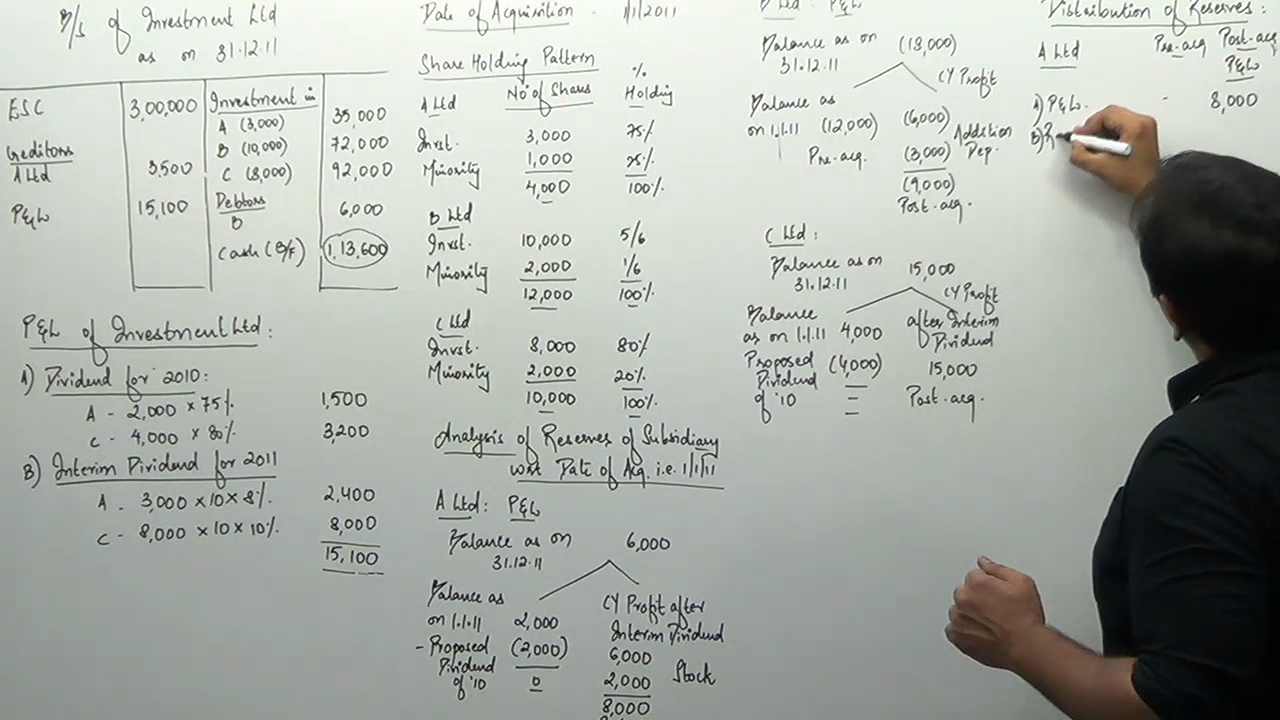 B/S of Investment Ltd
as on 31.12.11
ESC 3,00,000 Investment in
A (3,000) 35,000
B (10,000) 72,000
Creditors
A Ltd 3,500 C (8,000) 92,000
P&L 15,100 Debtors
B 6,000
Cash (B/F) 1,13,600
P&L of Investment Ltd:
A) Dividend for 2010:
A - 2,000 × 75% 1,500
C - 4,000 × 80% 3,200
B) Interim Dividend for 2011
A - 3,000 × 10 × 8% 2,400
C - 8,000 × 10 × 10% 8,000
15,100
Date of Acquisition - 1/1/2011
Share Holding Pattern
A Ltd No of Shares % Holding
Invst. 3,000 75%
Minority 1,000 25%
4,000 100%
B Ltd
Invst. 10,000 5/6
Minority 2,000 1/6
12,000 100%
C Ltd
Invst. 8,000 80%
Minority 2,000 20%
10,000 100%
Analysis of Reserves of Subsidiary
wrt Date of Acq. i.e. 1/1/11
A Ltd: P&L
Balance as on 6,000
31.12.11
Balance as
on 1.1.11 2,000
- Proposed (2,000)
Dividend
of '10 0
CY Profit after
Interim Dividend
6,000
2,000 Stock
8,000
B Ltd: P&L
Balance as on (18,000)
31.12.11
Balance as
on 1.1.11 (12,000)
Pre-acq.
CY Profit
(6,000)
(3,000) Addition Dep.
(9,000)
Post-acq.
C Ltd:
Balance as on 15,000
31.12.11
Balance
as on 1.1.11 4,000
Proposed (4,000)
Dividend
of '10 =
CY Profit
after Interim
Dividend
15,000
Post-acq.
Distribution of Reserves:
A Ltd Pre-acq Post-acq
P&L
A) P&L. - 8,000
B)